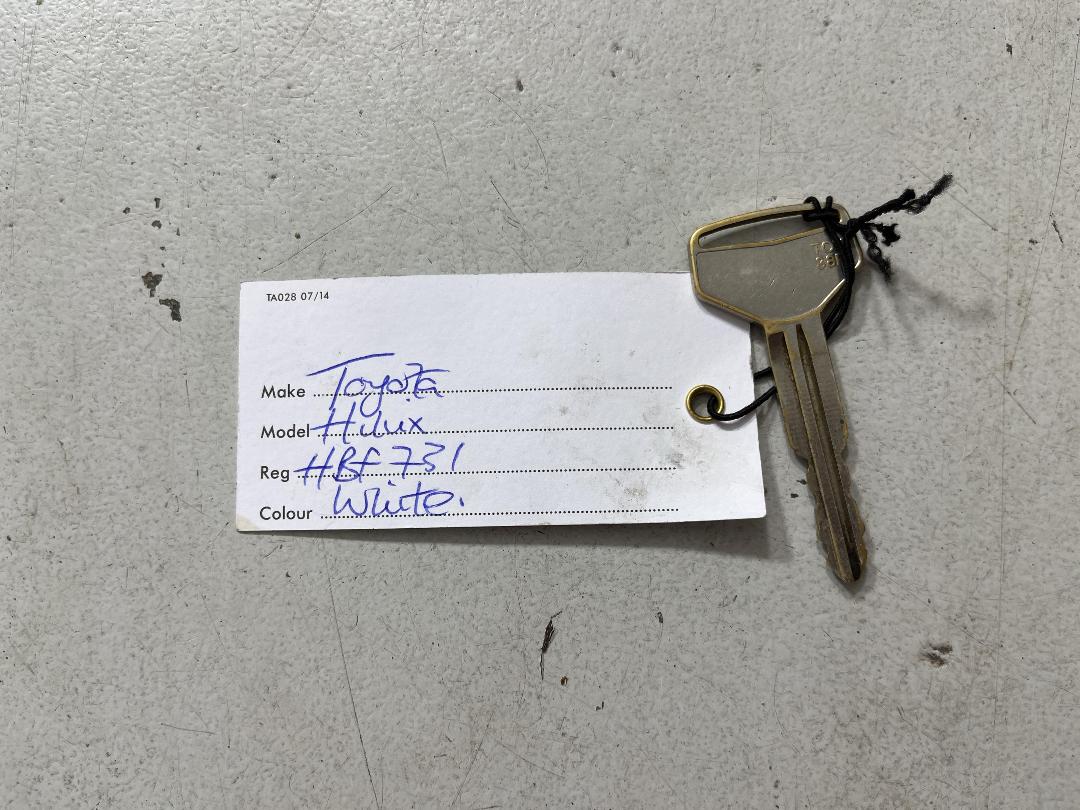 TA028 07/14
Make Toyota
Model Hilux
Reg HBf 731
Colour White.